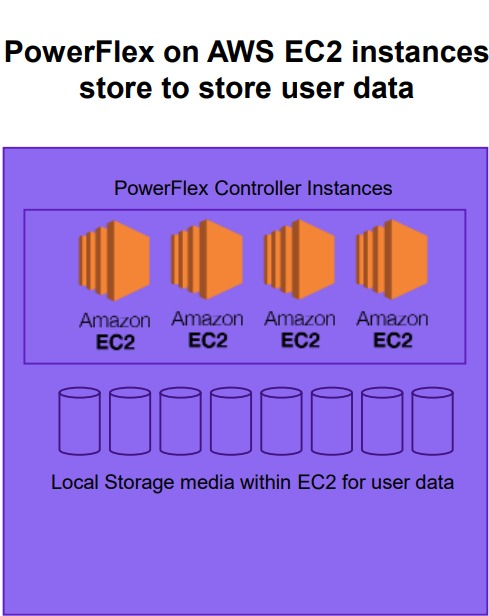 PowerFlex on AWS EC2 instances
store to store user data
PowerFlex Controller Instances
Amazon Amazon Amazon Amazon
EC2 EC2 EC2 EC2
Local Storage media within EC2 for user data